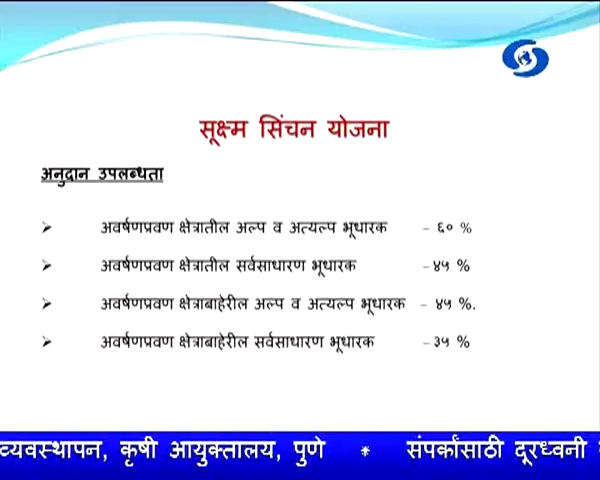 सूक्ष्म सिंचन योजना
अनुदान उपलब्धता
➢ अवर्षणप्रवण क्षेत्रातील अल्प व अत्यल्प भूधारक – ६० %
➢ अवर्षणप्रवण क्षेत्रातील सर्वसाधारण भूधारक – ४५ %
➢ अवर्षणप्रवण क्षेत्राबाहेरील अल्प व अत्यल्प भूधारक – ४५ %.
➢ अवर्षणप्रवण क्षेत्राबाहेरील सर्वसाधारण भूधारक – ३५ %
व्यवस्थापन, कृषी आयुक्तालय, पुणे * संपर्कासाठी दूरध्वनी